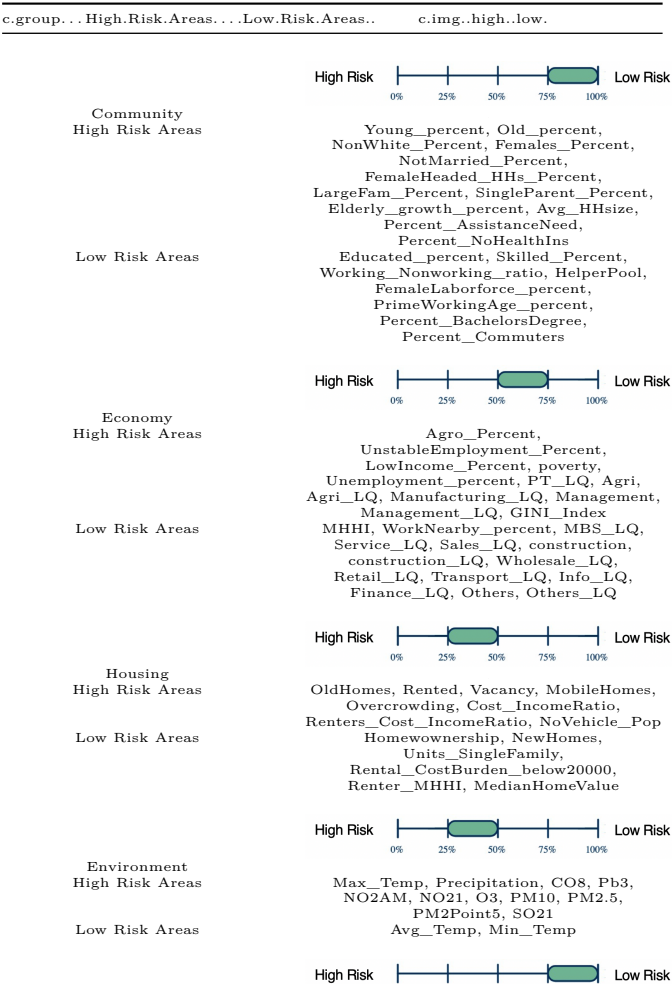 c.group... High.Risk.Areas....Low.Risk.Areas.. c.img..high..low.
High Risk Low Risk
0% 25% 50% 75% 100%
Community
High Risk Areas Young_percent, Old_percent,
NonWhite_Percent, Females_Percent,
NotMarried_Percent,
FemaleHeaded_HHs_Percent,
LargeFam_Percent, SingleParent_Percent,
Elderly_growth_percent, Avg_HHsize,
Percent_AssistanceNeed,
Percent_NoHealthIns
Low Risk Areas Educated_percent, Skilled_Percent,
Working_Nonworking_ratio, HelperPool,
FemaleLaborforce_percent,
PrimeWorkingAge_percent,
Percent_BachelorsDegree,
Percent_Commuters
High Risk Low Risk
0% 25% 50% 75% 100%
Economy
High Risk Areas Agro_Percent,
UnstableEmployment_Percent,
LowIncome_Percent, poverty,
Unemployment_percent, PT_LQ, Agri,
Agri_LQ, Manufacturing_LQ, Management,
Management_LQ, GINI_Index
Low Risk Areas MHHI, WorkNearby_percent, MBS_LQ,
Service_LQ, Sales_LQ, construction,
construction_LQ, Wholesale_LQ,
Retail_LQ, Transport_LQ, Info_LQ,
Finance_LQ, Others, Others_LQ
High Risk Low Risk
0% 25% 50% 75% 100%
Housing
High Risk Areas OldHomes, Rented, Vacancy, MobileHomes,
Overcrowding, Cost_IncomeRatio,
Renters_Cost_IncomeRatio, NoVehicle_Pop
Low Risk Areas Homewownership, NewHomes,
Units_SingleFamily,
Rental_CostBurden_below20000,
Renter_MHHI, MedianHomeValue
High Risk Low Risk
0% 25% 50% 75% 100%
Environment
High Risk Areas Max_Temp, Precipitation, CO8, Pb3,
NO2AM, NO21, O3, PM10, PM2.5,
PM2Point5, SO21
Low Risk Areas Avg_Temp, Min_Temp
High Risk Low Risk